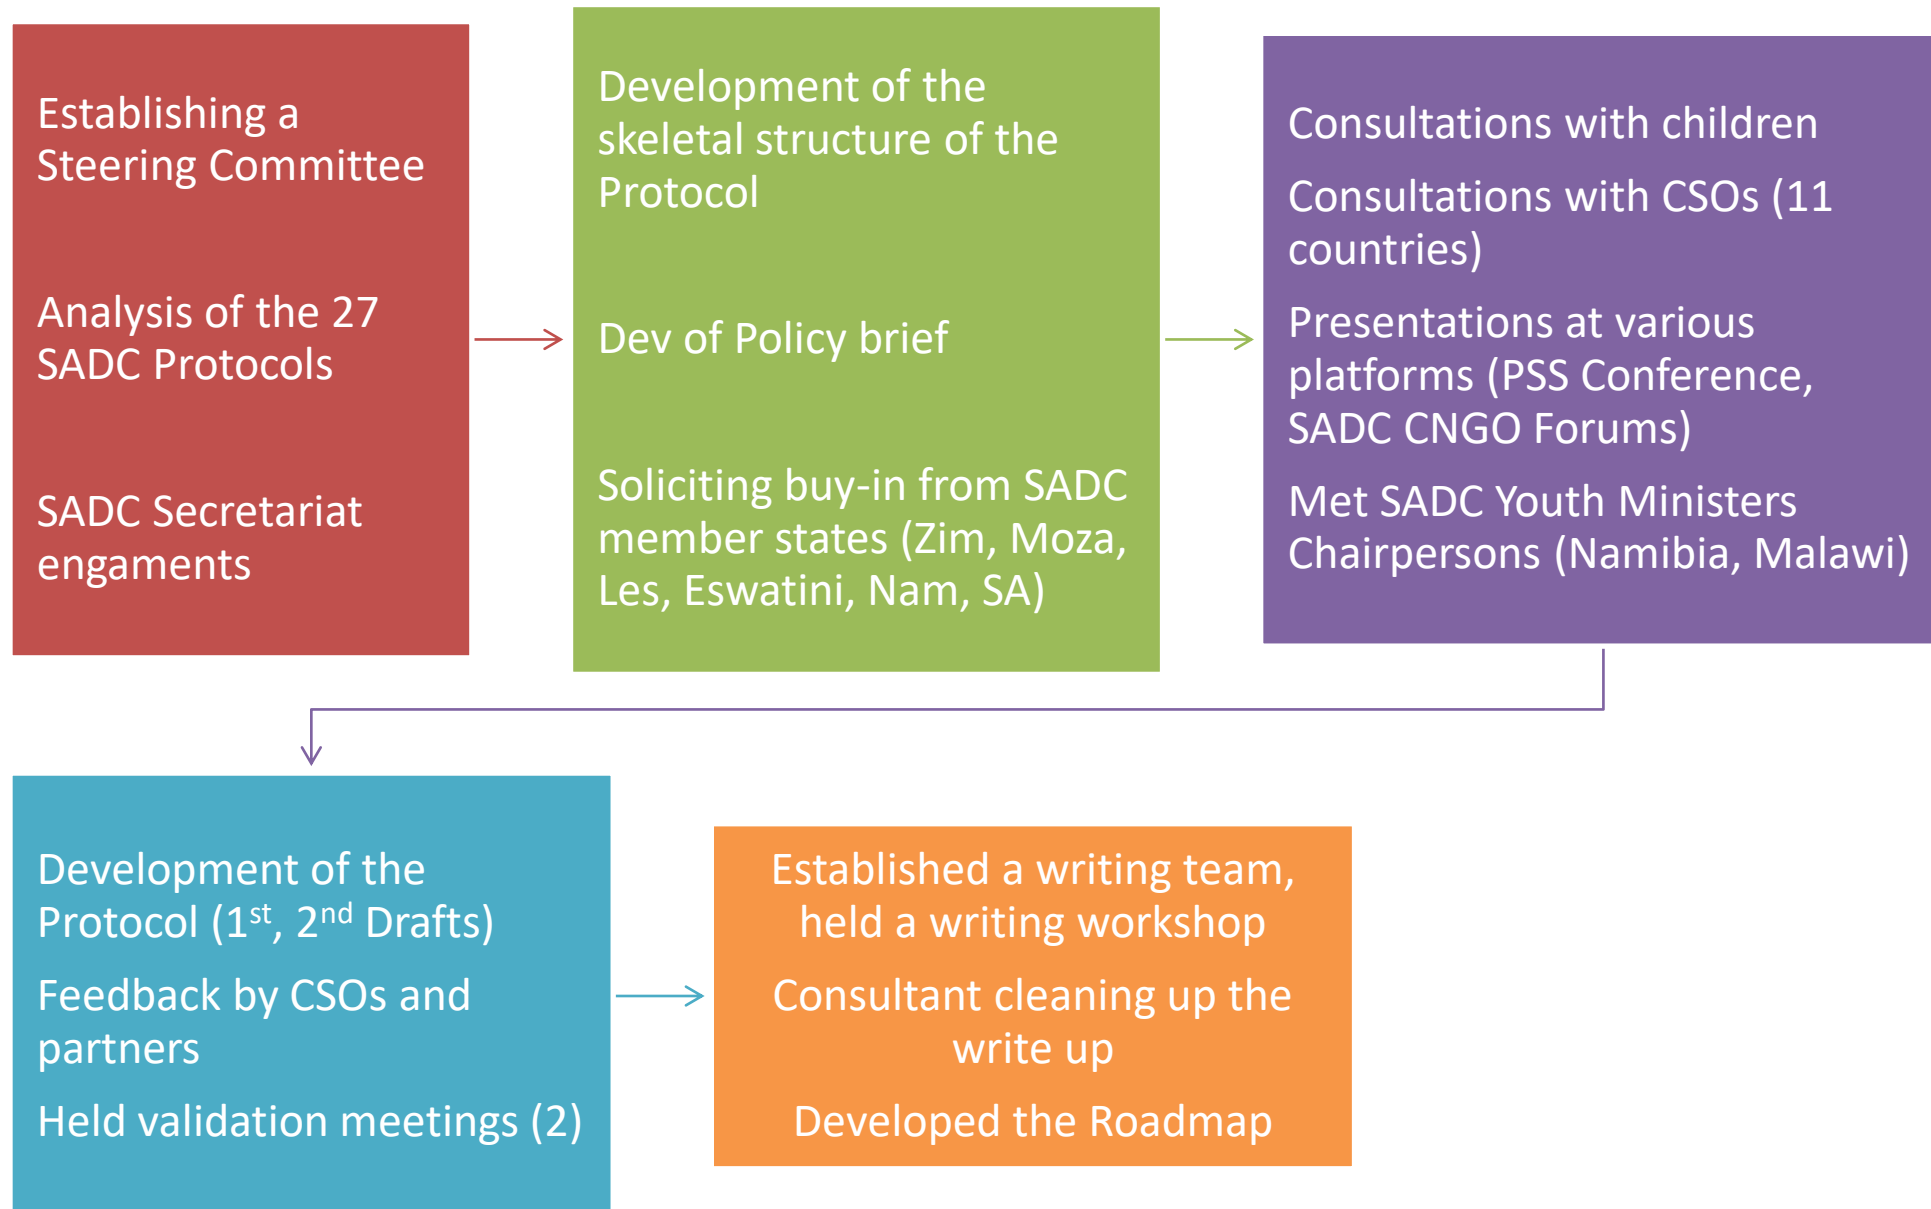 Establishing a
Steering Committee
Analysis of the 27
SADC Protocols
SADC Secretariat
engaments
Development of the
skeletal structure of the
Protocol
Dev of Policy brief
Soliciting buy-in from SADC
member states (Zim, Moza,
Les, Eswatini, Nam, SA)
Consultations with children
Consultations with CSOs (11
countries)
Presentations at various
platforms (PSS Conference,
SADC CNGO Forums)
Met SADC Youth Ministers
Chairpersons (Namibia, Malawi)
Development of the
Protocol (1st, 2nd Drafts)
Feedback by CSOs and
partners
Held validation meetings (2)
Established a writing team,
held a writing workshop
Consultant cleaning up the
write up
Developed the Roadmap